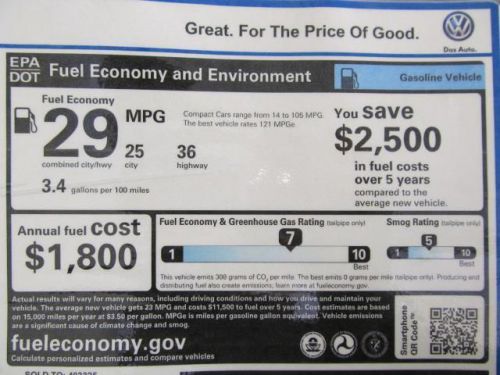 Great. For The Price Of Good.
Das Auto.
EPA
DOT
Fuel Economy and Environment
Gasoline Vehicle
Fuel Economy
29 MPG
combined city/hwy
25
city
36
highway
3.4 gallons per 100 miles
Compact Cars range from 14 to 105 MPG.
The best vehicle rates 121 MPGe.
You save
$2,500
in fuel costs
over 5 years
compared to the
average new vehicle.
Annual fuel cost
$1,800
Fuel Economy & Greenhouse Gas Rating (tailpipe only)
7
1
10
Best
Smog Rating (tailpipe only)
5
1
10
Best
This vehicle emits 300 grams of CO₂ per mile. The best emits 0 grams per mile (tailpipe only). Producing and
distributing fuel also create emissions; learn more at fueleconomy.gov.
Actual results will vary for many reasons, including driving conditions and how you drive and maintain your
vehicle. The average new vehicle gets 23 MPG and costs $11,500 to fuel over 5 years. Cost estimates are based
on 15,000 miles per year at $3.50 per gallon. MPGe is miles per gasoline gallon equivalent. Vehicle emissions
are a significant cause of climate change and smog.
fueleconomy.gov
Calculate personalized estimates and compare vehicles
Smartphone
QR Code™
SOLD TO: